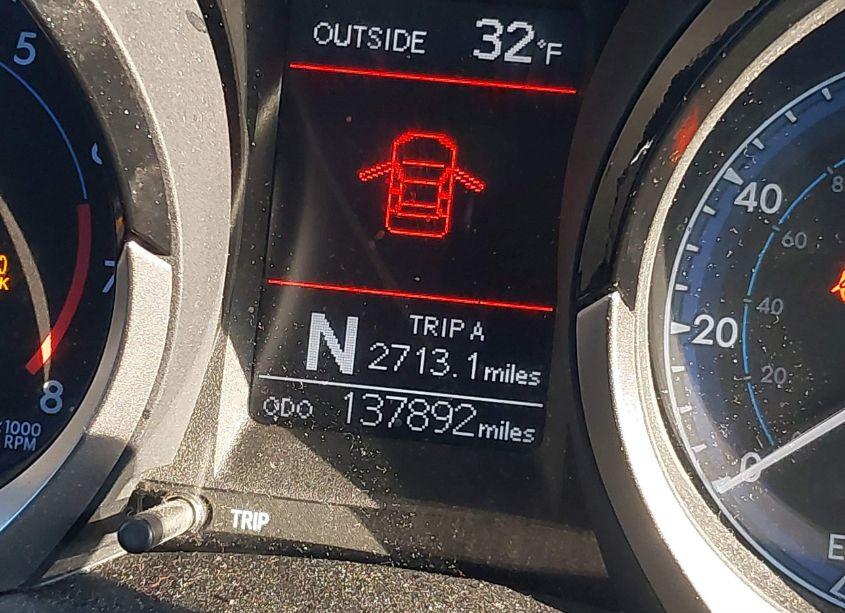 OUTSIDE 32°F
N
TRIP A
2713.1 miles
ODO 137892 miles
TRIP
5
7
8
x1000
RPM
40
20
0
80
60
40
20
E